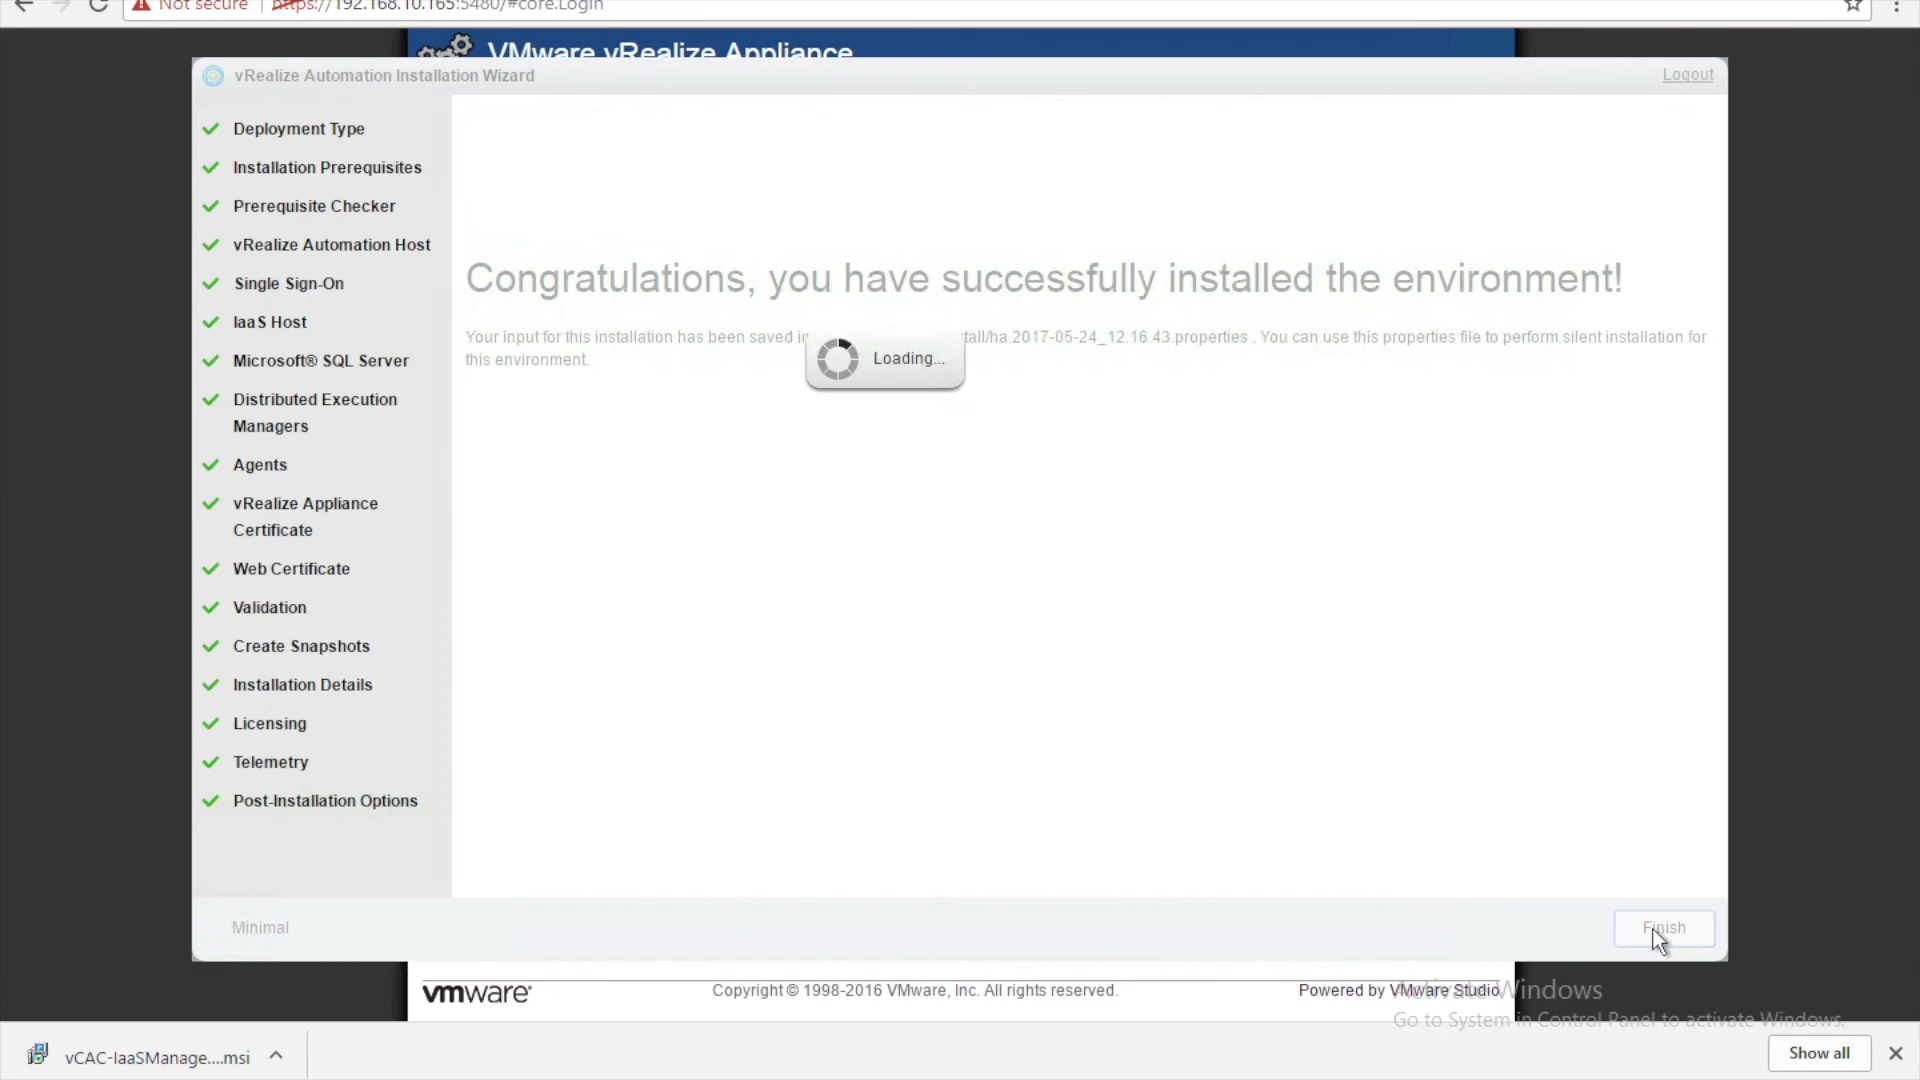 Not secure https://192.168.10.165:5480/#core.Login
VMware vRealize Appliance
vRealize Automation Installation Wizard
Logout
Deployment Type
Installation Prerequisites
Prerequisite Checker
vRealize Automation Host
Single Sign-On
IaaS Host
Microsoft® SQL Server
Distributed Execution
Managers
Agents
vRealize Appliance
Certificate
Web Certificate
Validation
Create Snapshots
Installation Details
Licensing
Telemetry
Post-Installation Options
Congratulations, you have successfully installed the environment!
Your input for this installation has been saved in tall/ha.2017-05-24_12.16.43.properties . You can use this properties file to perform silent installation for
this environment.
Loading...
Minimal
Finish
vmware®
Copyright © 1998-2016 VMware, Inc. All rights reserved.
Powered by VMware Studio
Activate Windows
Go to System in Control Panel to activate Windows.
vCAC-IaaSManage....msi
Show all